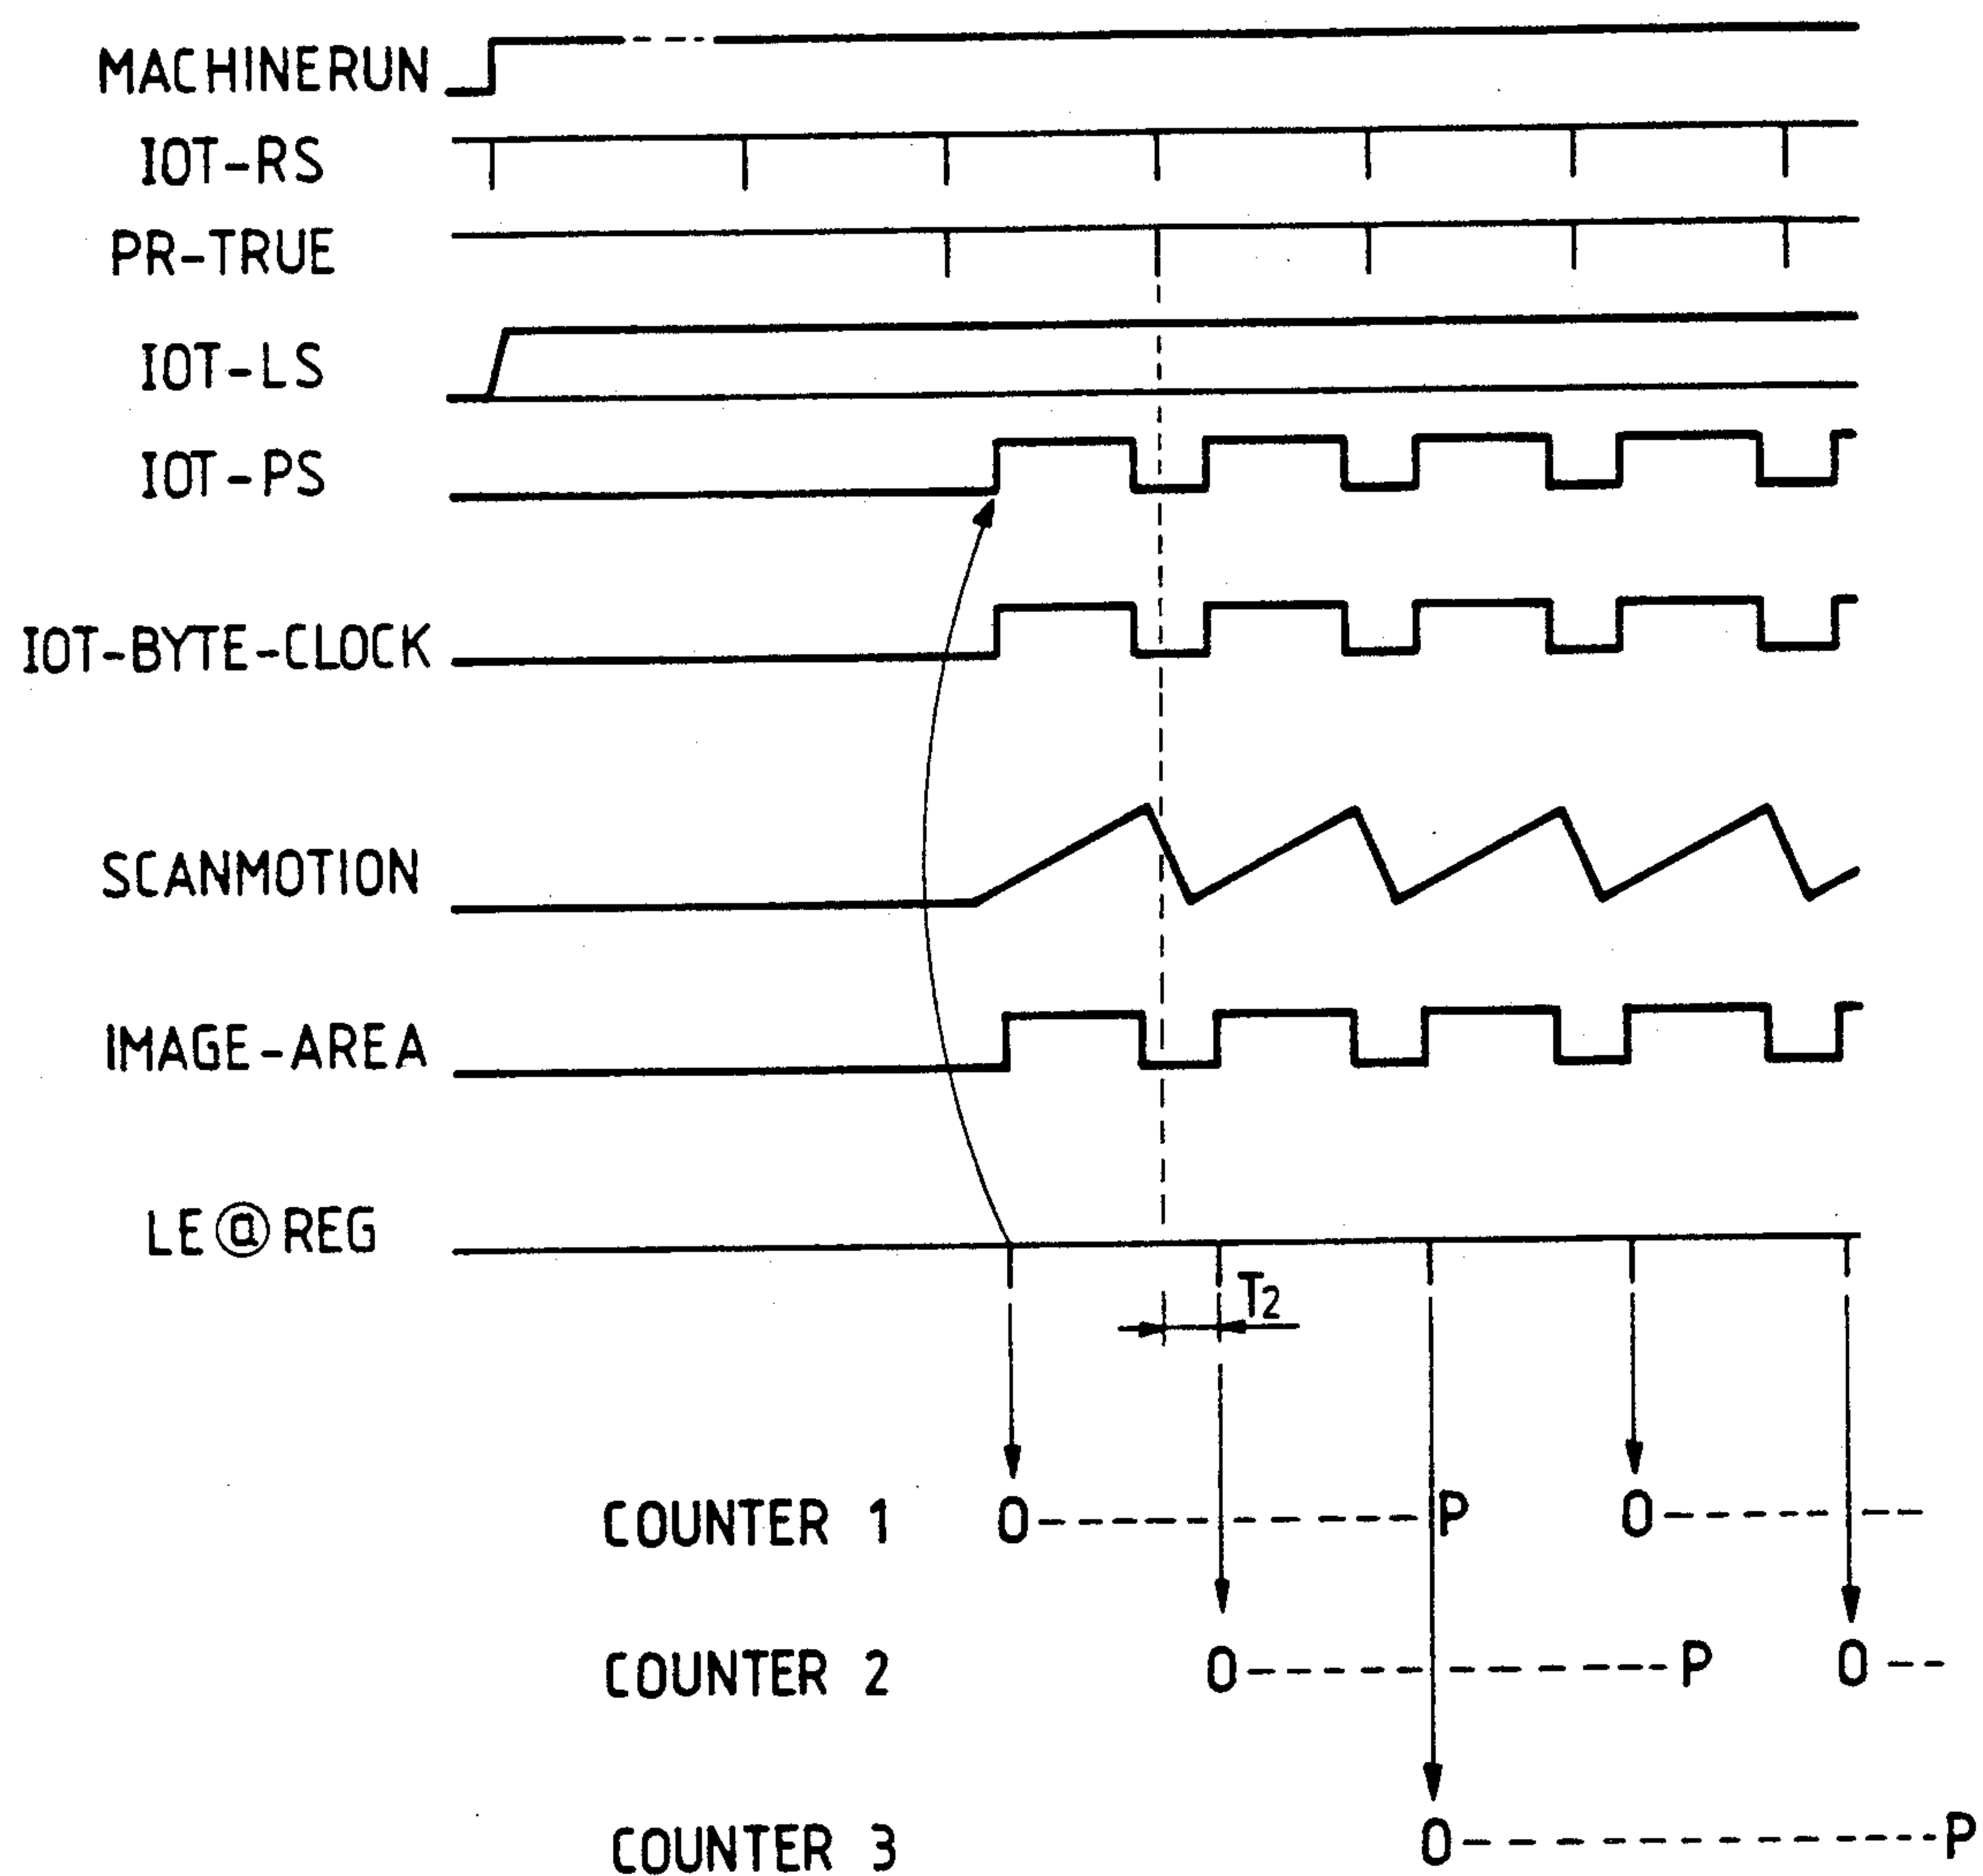 MACHINERUN
IOT-RS
PR-TRUE
IOT-LS
IOT-PS
IOT-BYTE-CLOCK
SCANMOTION
IMAGE-AREA
LE@REG
T2
COUNTER 1 0 P 0
COUNTER 2 0 P 0
COUNTER 3 0 P